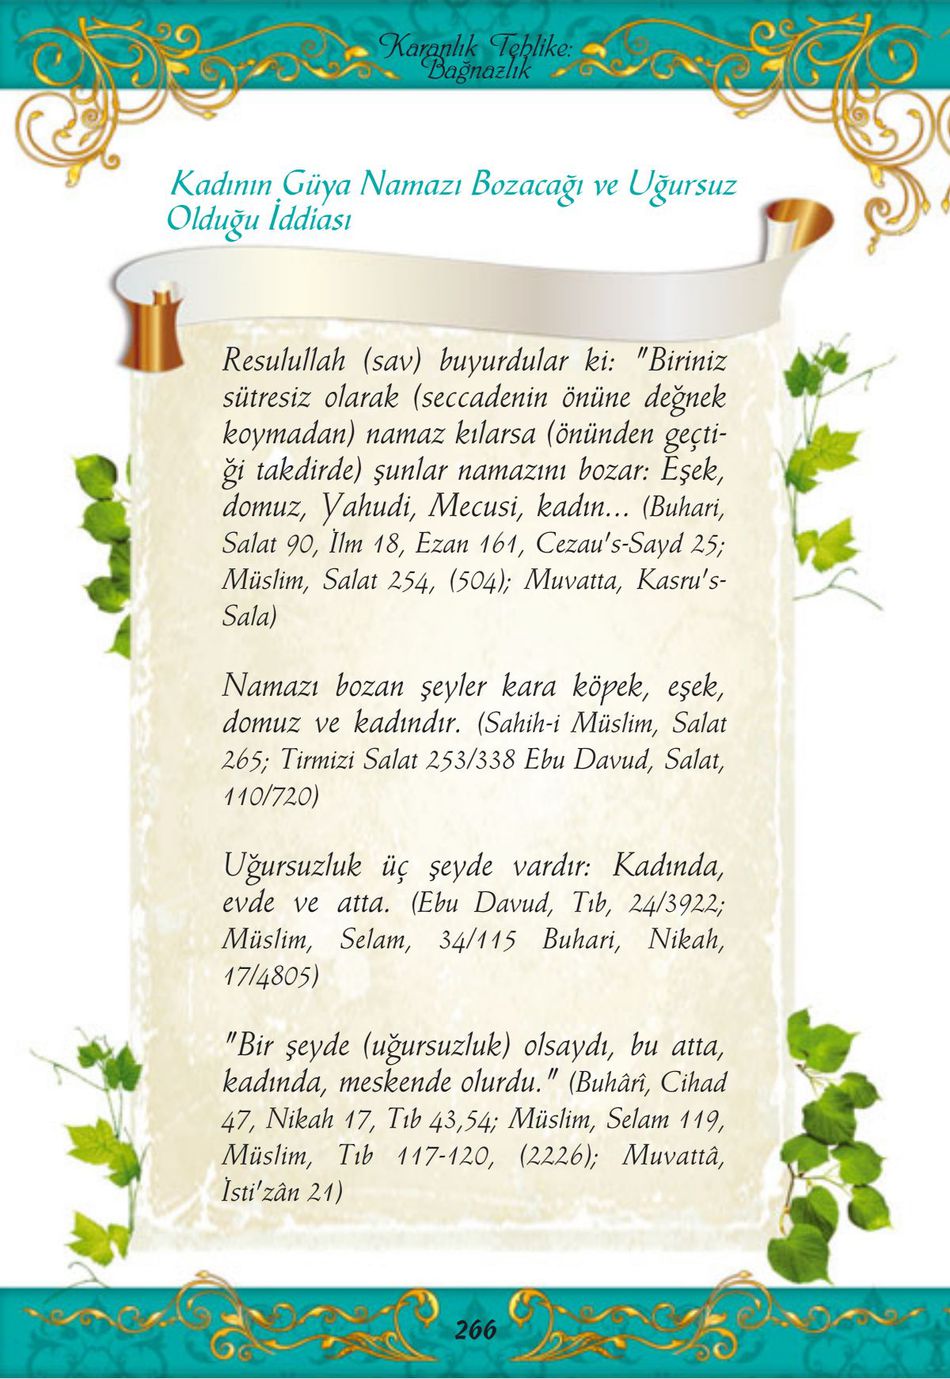 Karanlık Tehlike:
Bağnazlık
Kadının Güya Namazı Bozacağı ve Uğursuz
Olduğu İddiası
Resulullah (sav) buyurdular ki: "Biriniz
sütresiz olarak (seccadenin önüne değnek
koymadan) namaz kılarsa (önünden geçti-
ği takdirde) şunlar namazını bozar: Eşek,
domuz, Yahudi, Mecusi, kadın... (Buhari,
Salat 90, İlm 18, Ezan 161, Cezau's-Sayd 25;
Müslim, Salat 254, (504); Muvatta, Kasru's-
Sala)
Namazı bozan şeyler kara köpek, eşek,
domuz ve kadındır. (Sahih-i Müslim, Salat
265; Tirmizi Salat 253/338 Ebu Davud, Salat,
110/720)
Uğursuzluk üç şeyde vardır: Kadında,
evde ve atta. (Ebu Davud, Tıb, 24/3922;
Müslim, Selam, 34/115 Buhari, Nikah,
17/4805)
"Bir şeyde (uğursuzluk) olsaydı, bu atta,
kadında, meskende olurdu." (Buhârî, Cihad
47, Nikah 17, Tıb 43,54; Müslim, Selam 119,
Müslim, Tıb 117-120, (2226); Muvattâ,
İsti'zân 21)
266